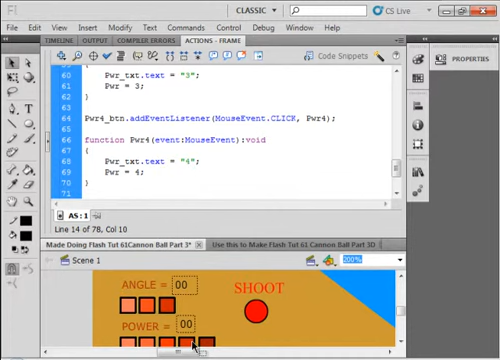 Fl
CLASSIC
CS Live
File Edit View Insert Modify Text Commands Control Debug Window Help
TIMELINE OUTPUT COMPILER ERRORS ACTIONS - FRAME
Code Snippets
PROPERTIES
60 Pwr_txt.text = "3";
61 Pwr = 3;
62 }
63
64 Pwr4_btn.addEventListener(MouseEvent.CLICK, Pwr4);
65
66 function Pwr4(event:MouseEvent):void
67 {
68 Pwr_txt.text = "4";
69 Pwr = 4;
70 }
71
AS : 1
Line 14 of 78, Col 10
Made Doing Flash Tut 61Cannon Ball Part 3* Use this to Make Flash Tut 61Cannon Ball Part 3D
Scene 1
200%
ANGLE = 00
SHOOT
POWER = 00